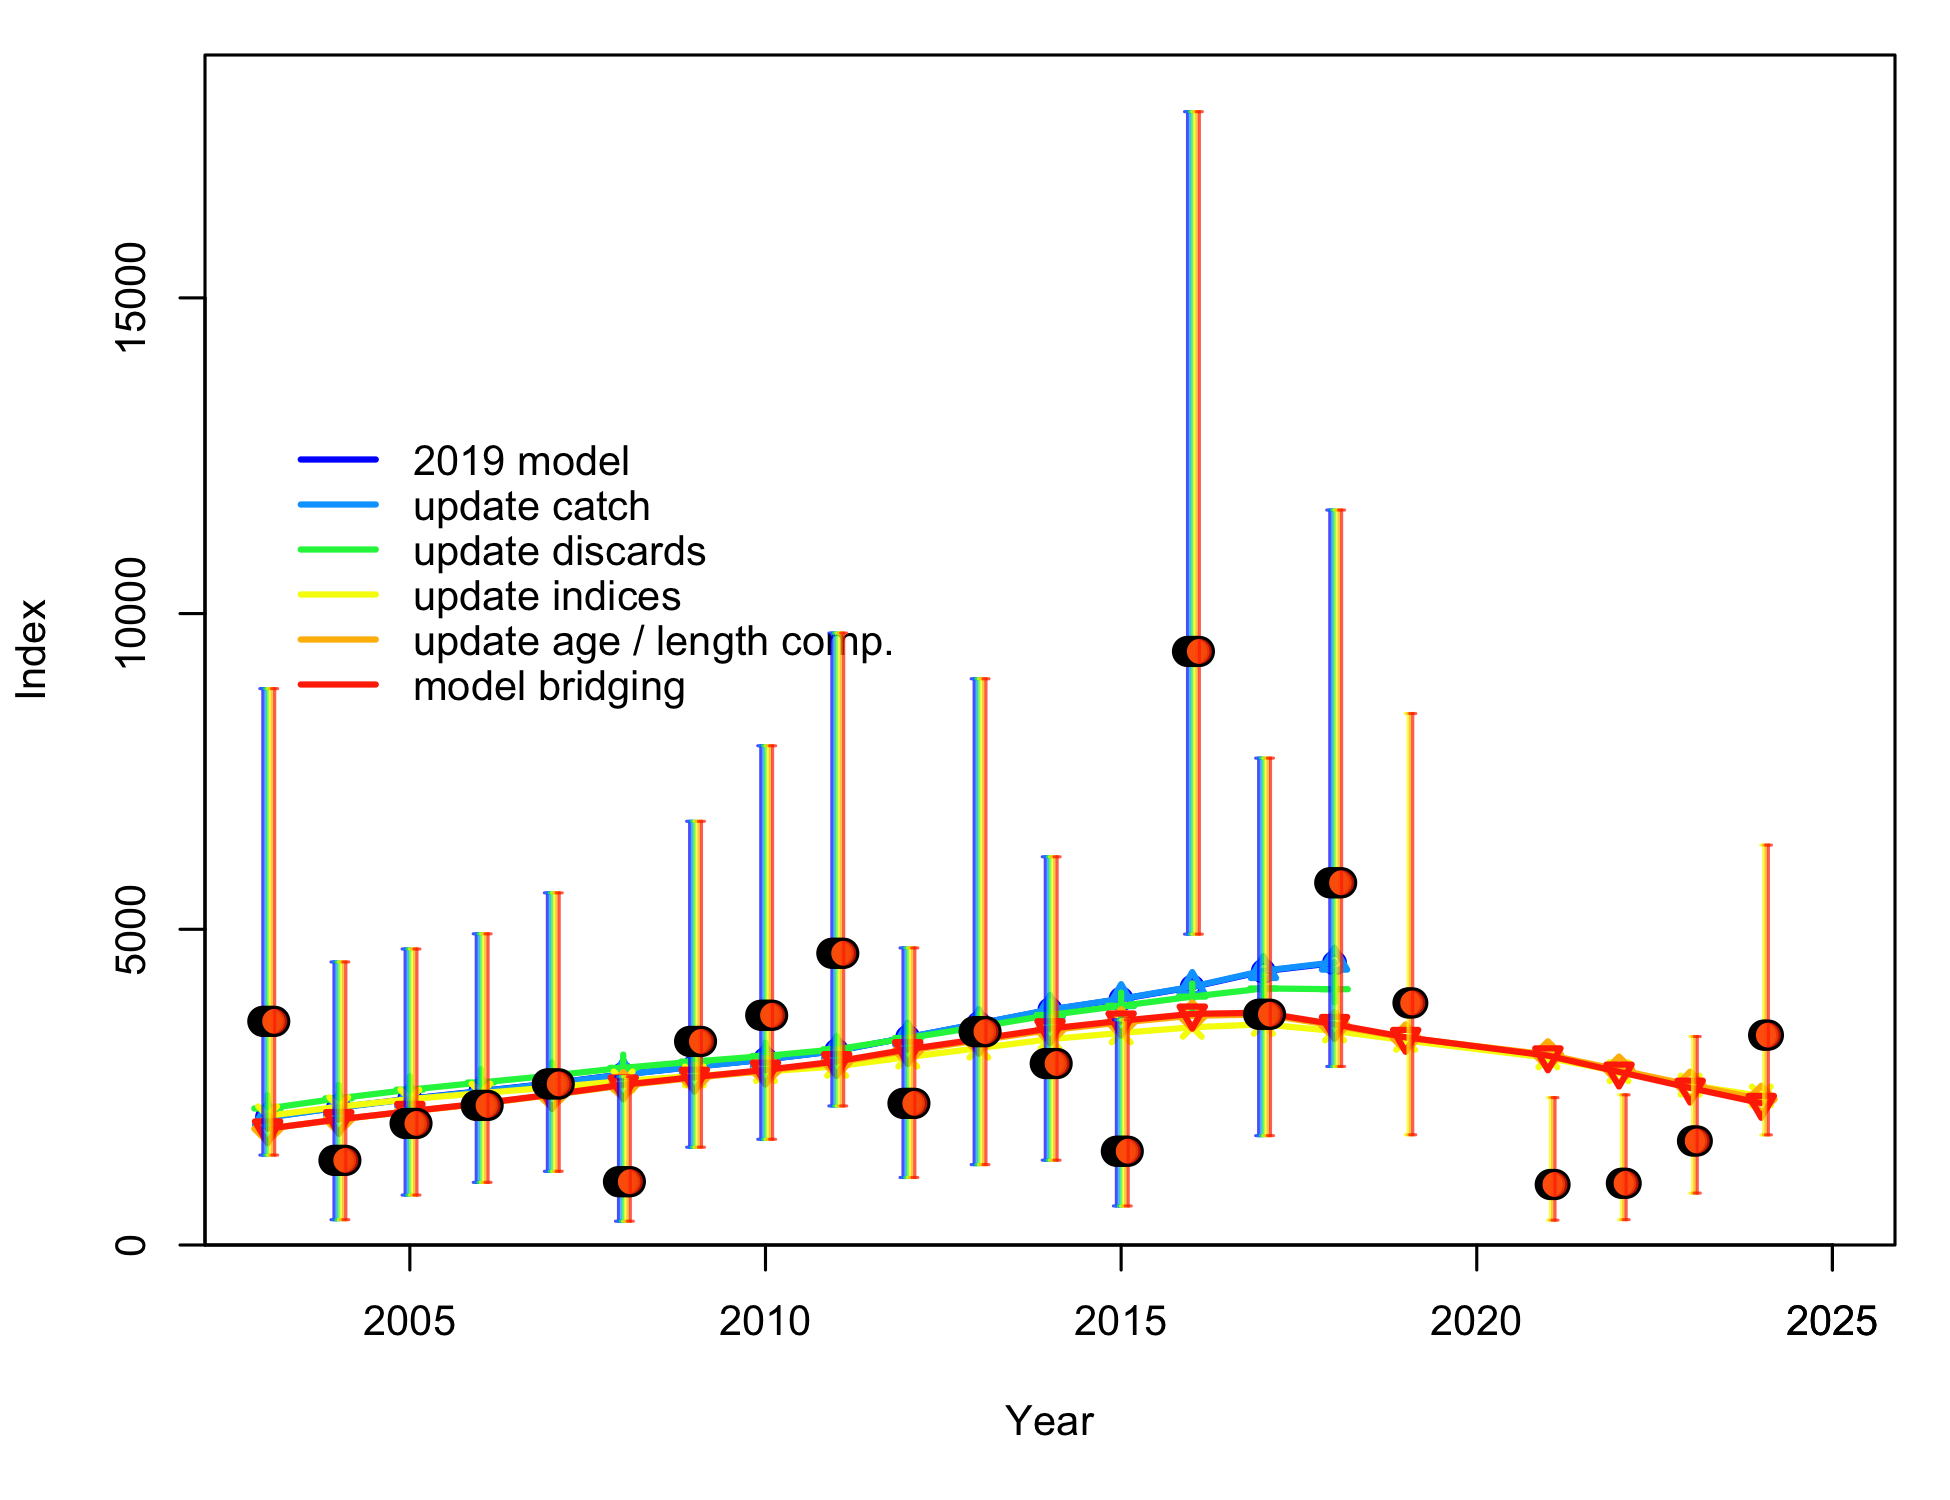 15000
10000
5000
0
Index
2019 model
update catch
update discards
update indices
update age / length comp.
model bridging
2005 2010 2015 2020 2025
Year